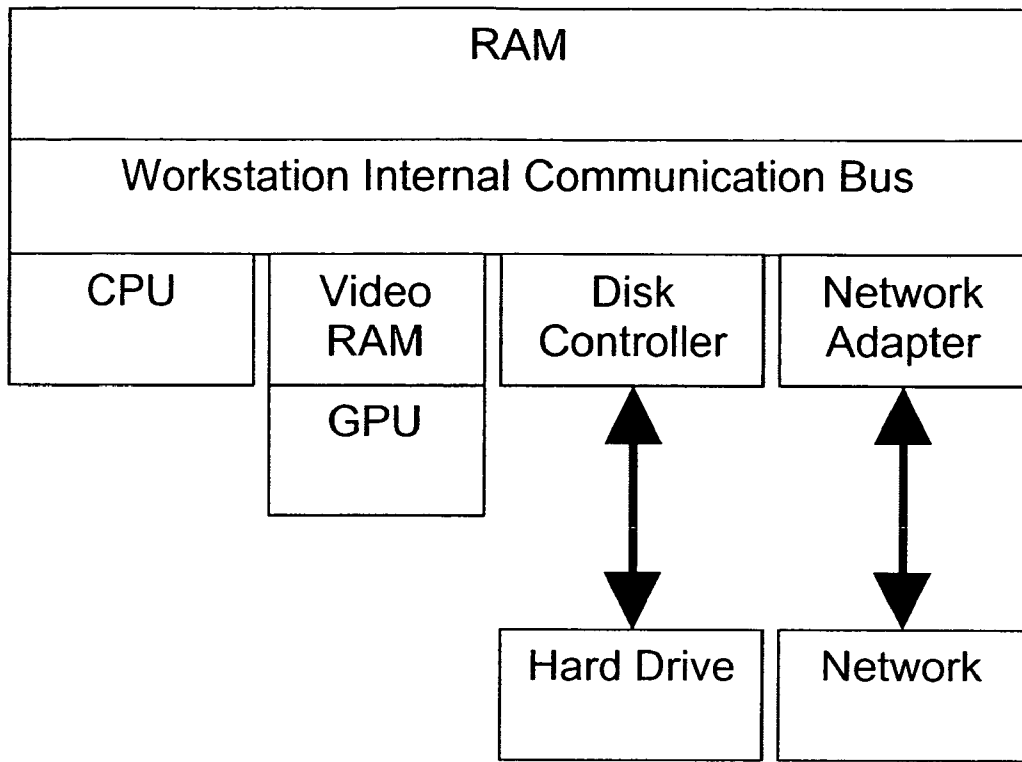 RAM
Workstation Internal Communication Bus
CPU
Video
RAM
Disk
Controller
Network
Adapter
GPU
Hard Drive
Network